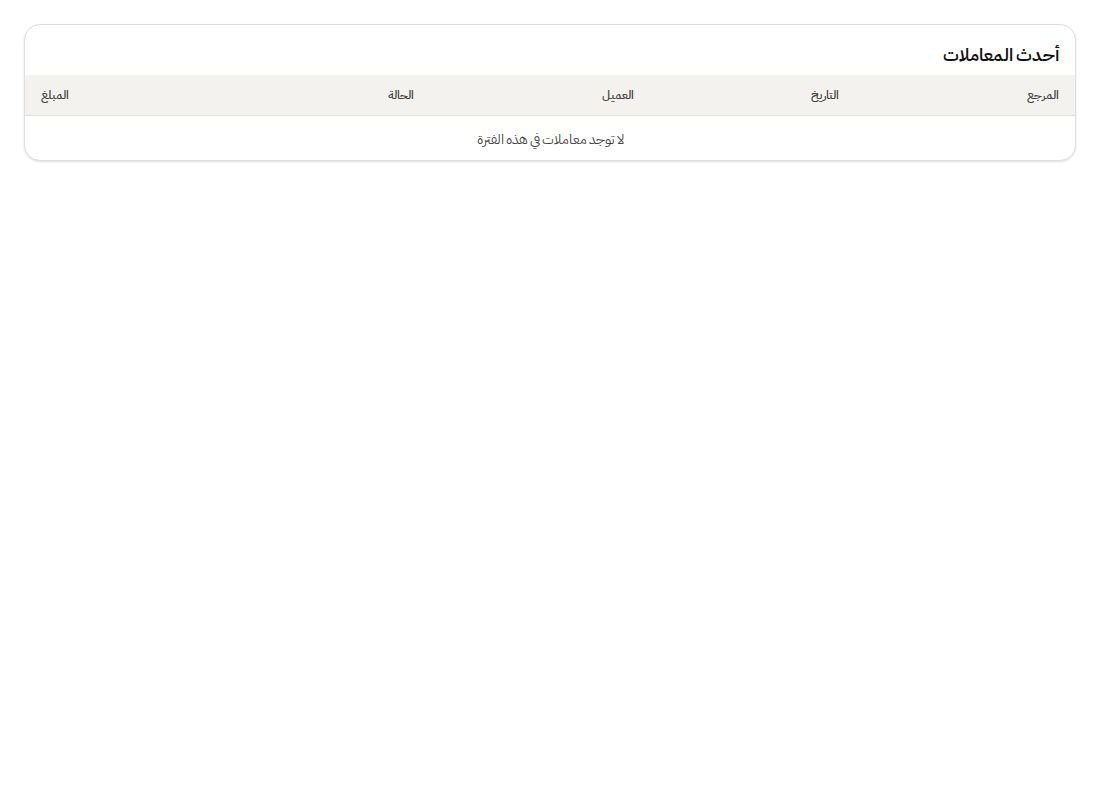 أحدث المعاملات
المرجع التاريخ العميل الحالة المبلغ
لا توجد معاملات في هذه الفترة